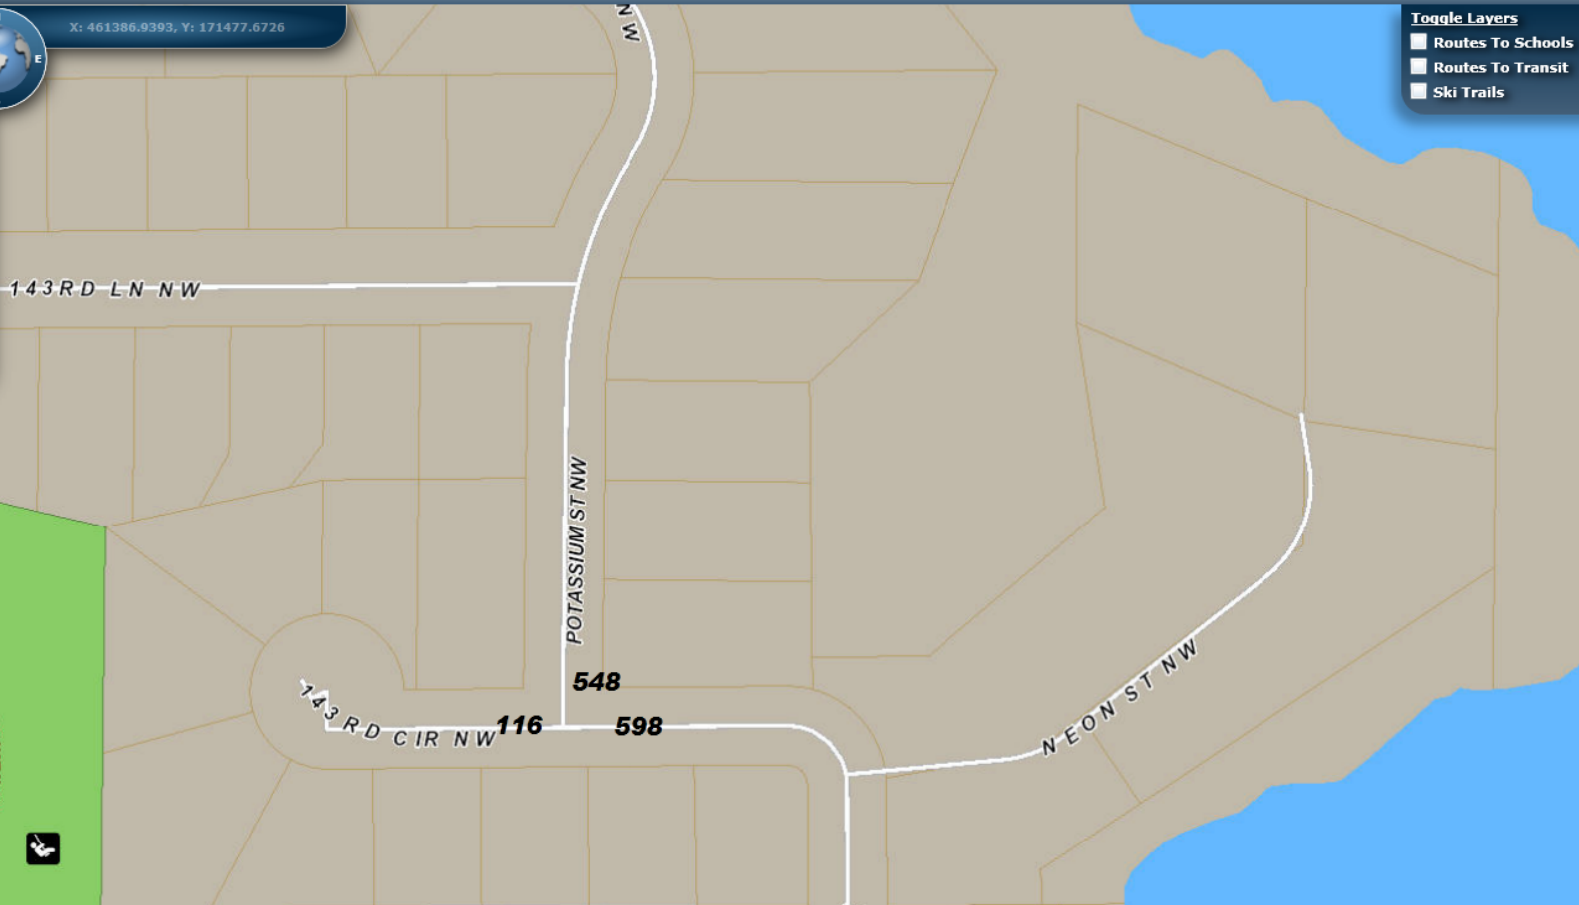 X: 461386.9393, Y: 171477.6726
E
Toggle Layers
Routes To Schools
Routes To Transit
Ski Trails
NW
143RD LN NW
POTASSIUM ST NW
548
143RD CIR NW
116
598
NEON ST NW